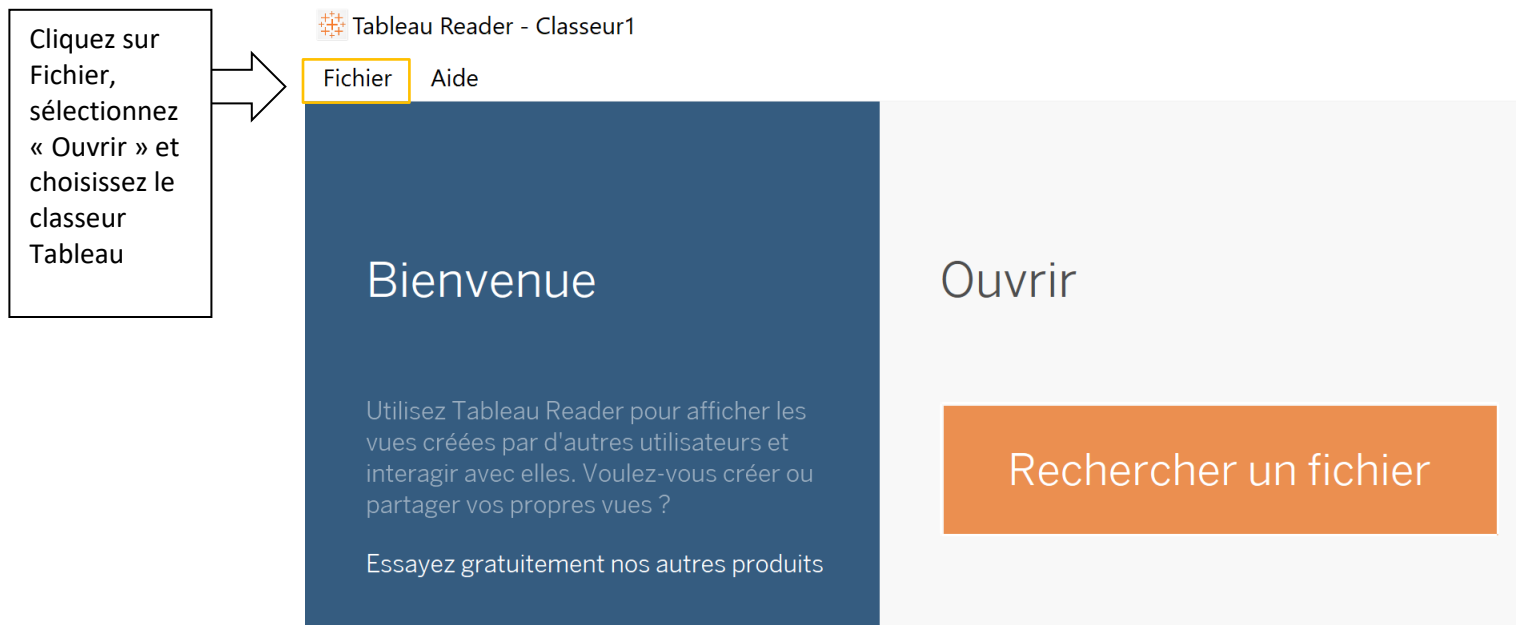 Cliquez sur
Fichier,
sélectionnez
« Ouvrir » et
choisissez le
classeur
Tableau
Tableau Reader - Classeur1
Fichier Aide
Bienvenue
Utilisez Tableau Reader pour afficher les
vues créées par d'autres utilisateurs et
interagir avec elles. Voulez-vous créer ou
partager vos propres vues ?
Essayez gratuitement nos autres produits
Ouvrir
Rechercher un fichier